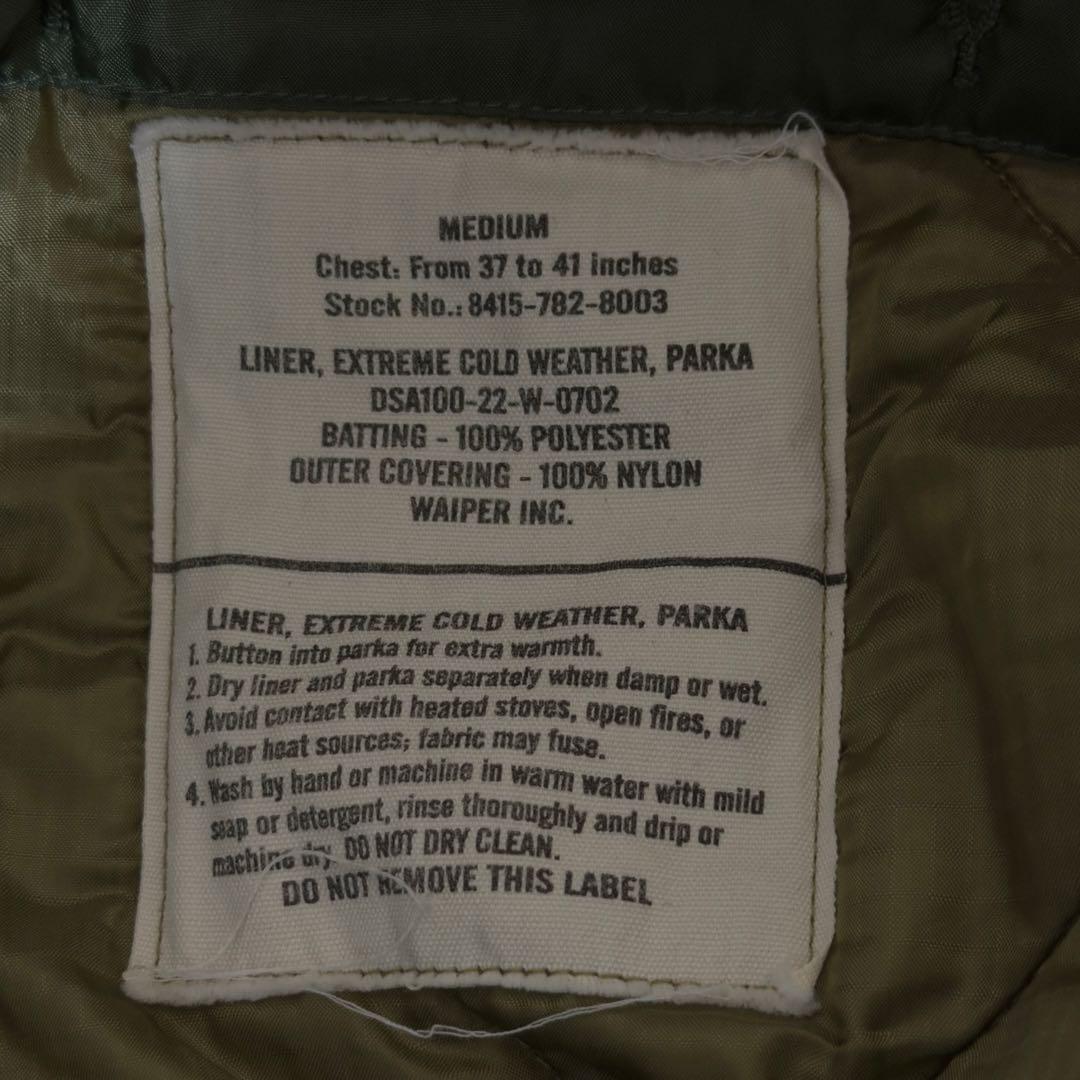 MEDIUM
Chest: From 37 to 41 inches
Stock No.: 8415-782-8003
LINER, EXTREME COLD WEATHER, PARKA
DSA100-22-W-0702
BATTING - 100% POLYESTER
OUTER COVERING - 100% NYLON
WAIPER INC.
LINER, EXTREME COLD WEATHER, PARKA
1. Button into parka for extra warmth.
2. Dry liner and parka separately when damp or wet.
3. Avoid contact with heated stoves, open fires, or
other heat sources; fabric may fuse.
4. Wash by hand or machine in warm water with mild
soap or detergent, rinse thoroughly and drip or
machine dry. DO NOT DRY CLEAN.
DO NOT REMOVE THIS LABEL